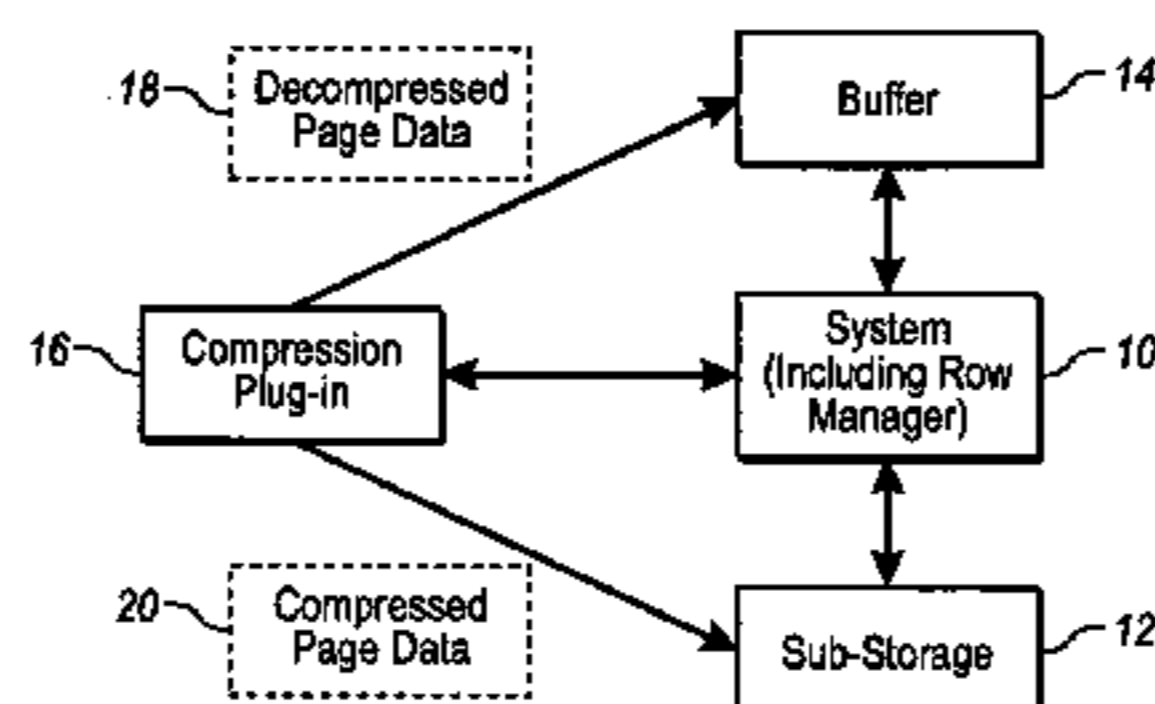 18
Decompressed
Page Data
Buffer
14
16
Compression
Plug-in
System
(Including Row
Manager)
10
20
Compressed
Page Data
Sub-Storage
12